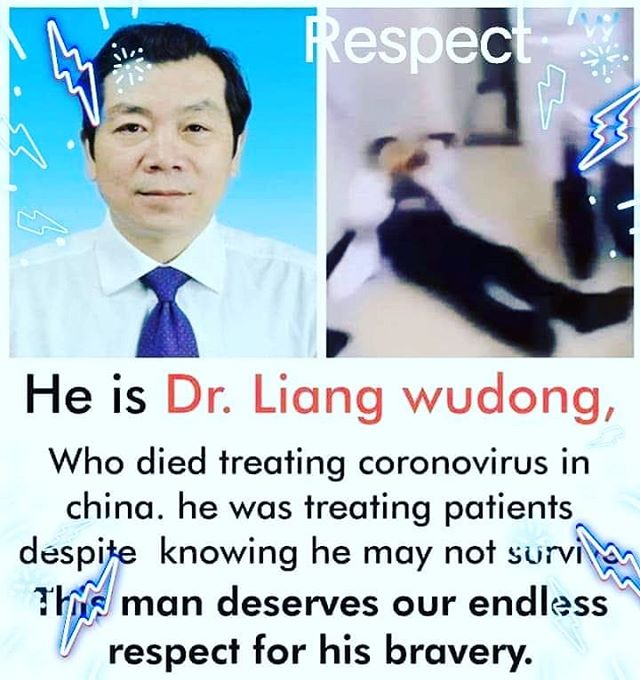 Respect
He is Dr. Liang wudong,
Who died treating coronovirus in
china. he was treating patients
despite knowing he may not survive
This man deserves our endless
respect for his bravery.